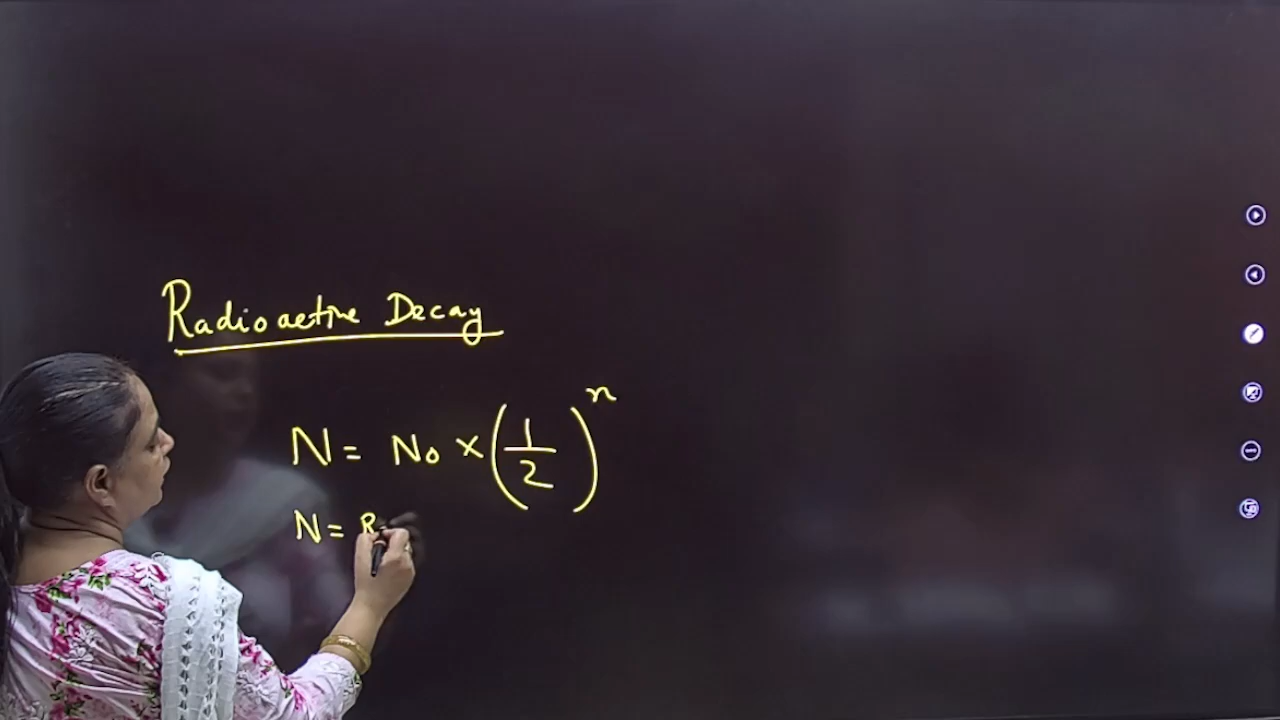 Radioactive Decay
N = No × (1/2)^n
N = R